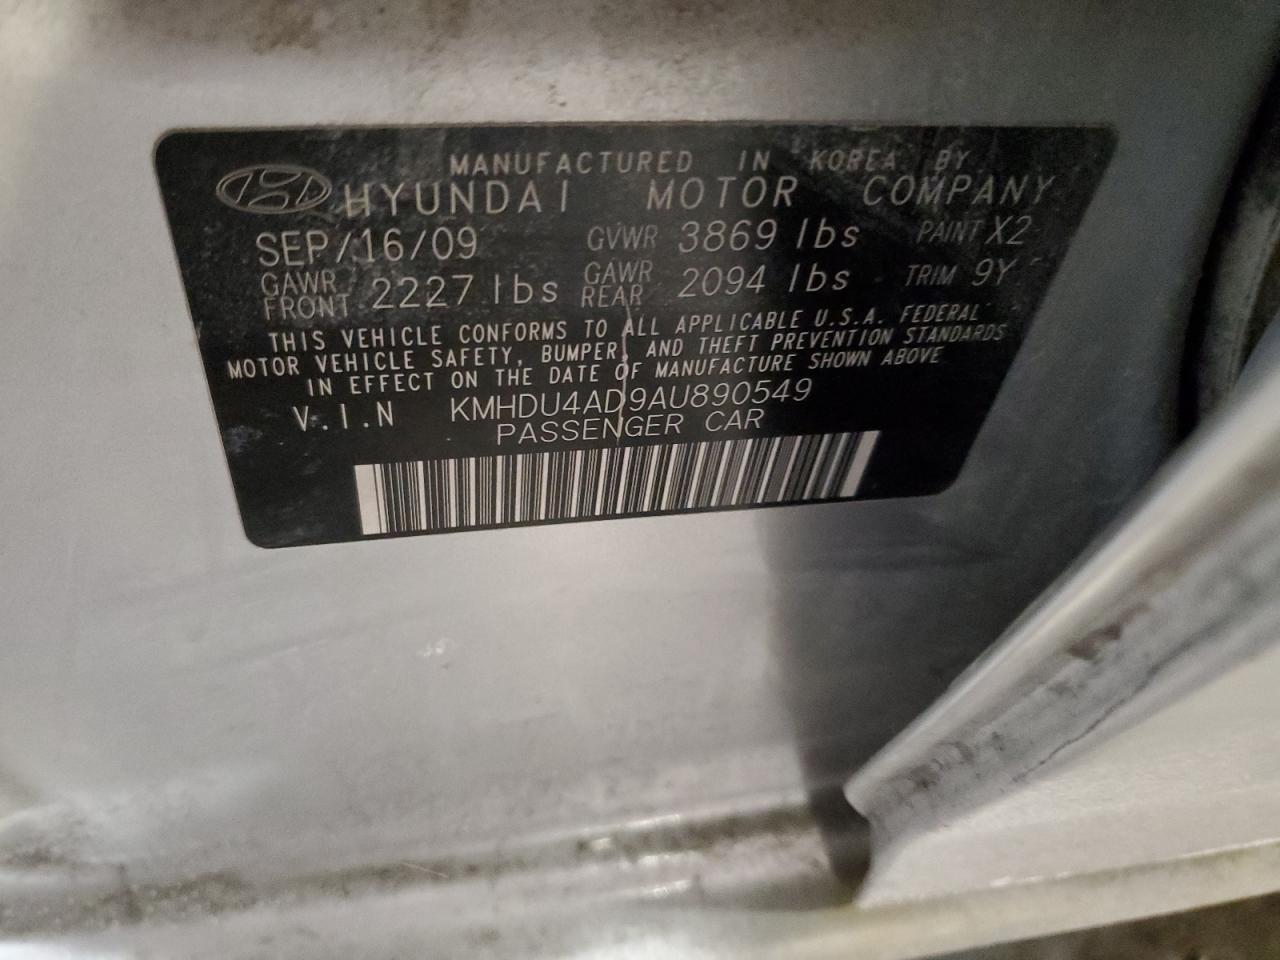 MANUFACTURED IN KOREA BY
HYUNDAI MOTOR COMPANY
SEP/16/09 GVWR 3869 lbs PAINT X2
GAWR FRONT 2227 lbs GAWR REAR 2094 lbs TRIM 9Y
THIS VEHICLE CONFORMS TO ALL APPLICABLE U.S.A. FEDERAL
MOTOR VEHICLE SAFETY, BUMPER, AND THEFT PREVENTION STANDARDS
IN EFFECT ON THE DATE OF MANUFACTURE SHOWN ABOVE
V.I.N KMHDU4AD9AU890549
PASSENGER CAR